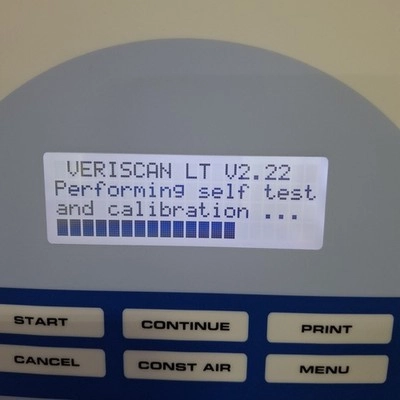 VERISCAN LT V2.22
Performing self test
and calibration ...
START CONTINUE PRINT
CANCEL CONST AIR MENU